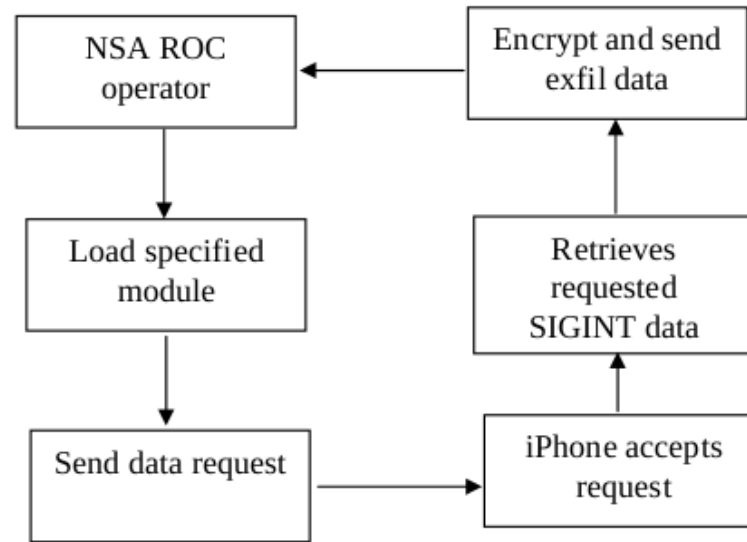 NSA ROC
operator
Load specified
module
Send data request
iPhone accepts
request
Retrieves
requested
SIGINT data
Encrypt and send
exfil data